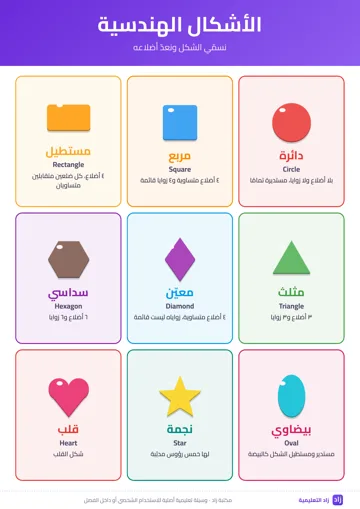 الأشكال الهندسية
نسمّي الشكل ونعدّ أضلاعه
دائرة
Circle
بلا أضلاع ولا زوايا، مستديرة تمامًا
مربع
Square
٤ أضلاع متساوية و٤ زوايا قائمة
مستطيل
Rectangle
٤ أضلاع، كل ضلعين متقابلين
متساويان
مثلث
Triangle
٣ أضلاع و٣ زوايا
معيّن
Diamond
٤ أضلاع متساوية، زواياه ليست قائمة
سداسي
Hexagon
٦ أضلاع و٦ زوايا
بيضاوي
Oval
مستدير ومستطيل الشكل كالبيضة
نجمة
Star
لها خمس رؤوس مدبّبة
قلب
Heart
شكل القلب
زاد زاد التعليمية
مكتبة زاد · وسيلة تعليمية أصلية للاستخدام الشخصي أو داخل الفصل